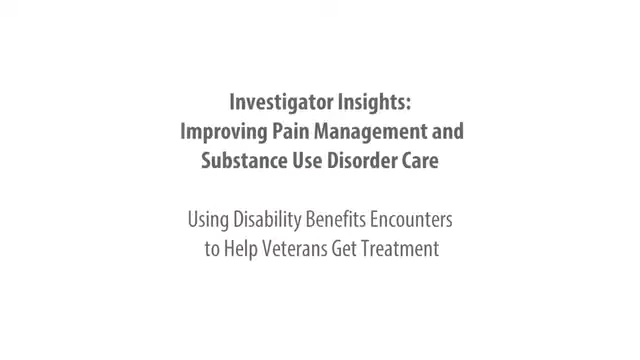 Investigator Insights:
Improving Pain Management and
Substance Use Disorder Care
Using Disability Benefits Encounters
to Help Veterans Get Treatment